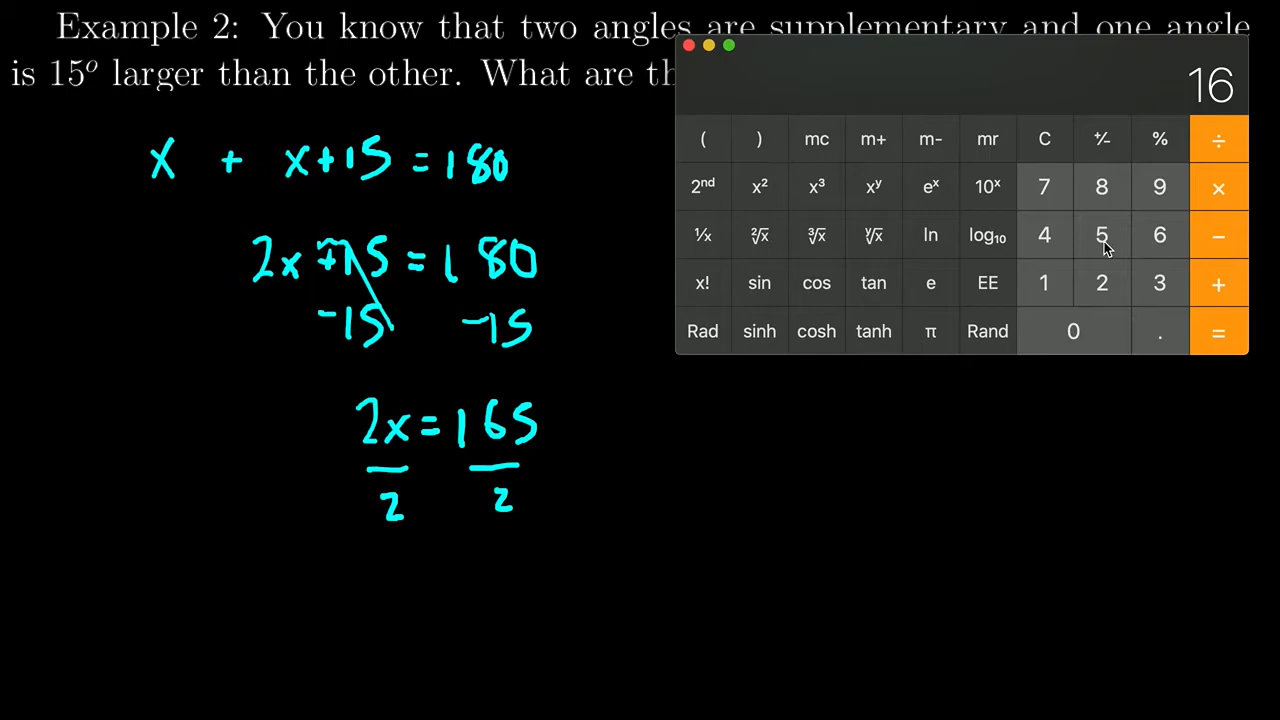 Example 2: You know that two angles are supplementary and one angle
is 15º larger than the other. What are
16
( ) mc m+ m- mr C +/- % ÷
2nd x² x³ xʸ eˣ 10ˣ 7 8 9 ×
1/x ²√x ³√x ʸ√x ln log₁₀ 4 5 6 −
x! sin cos tan e EE 1 2 3 +
Rad sinh cosh tanh π Rand 0 . =
x + x+15 = 180
2x +15 = 180
-15 -15
2x = 165
2 2